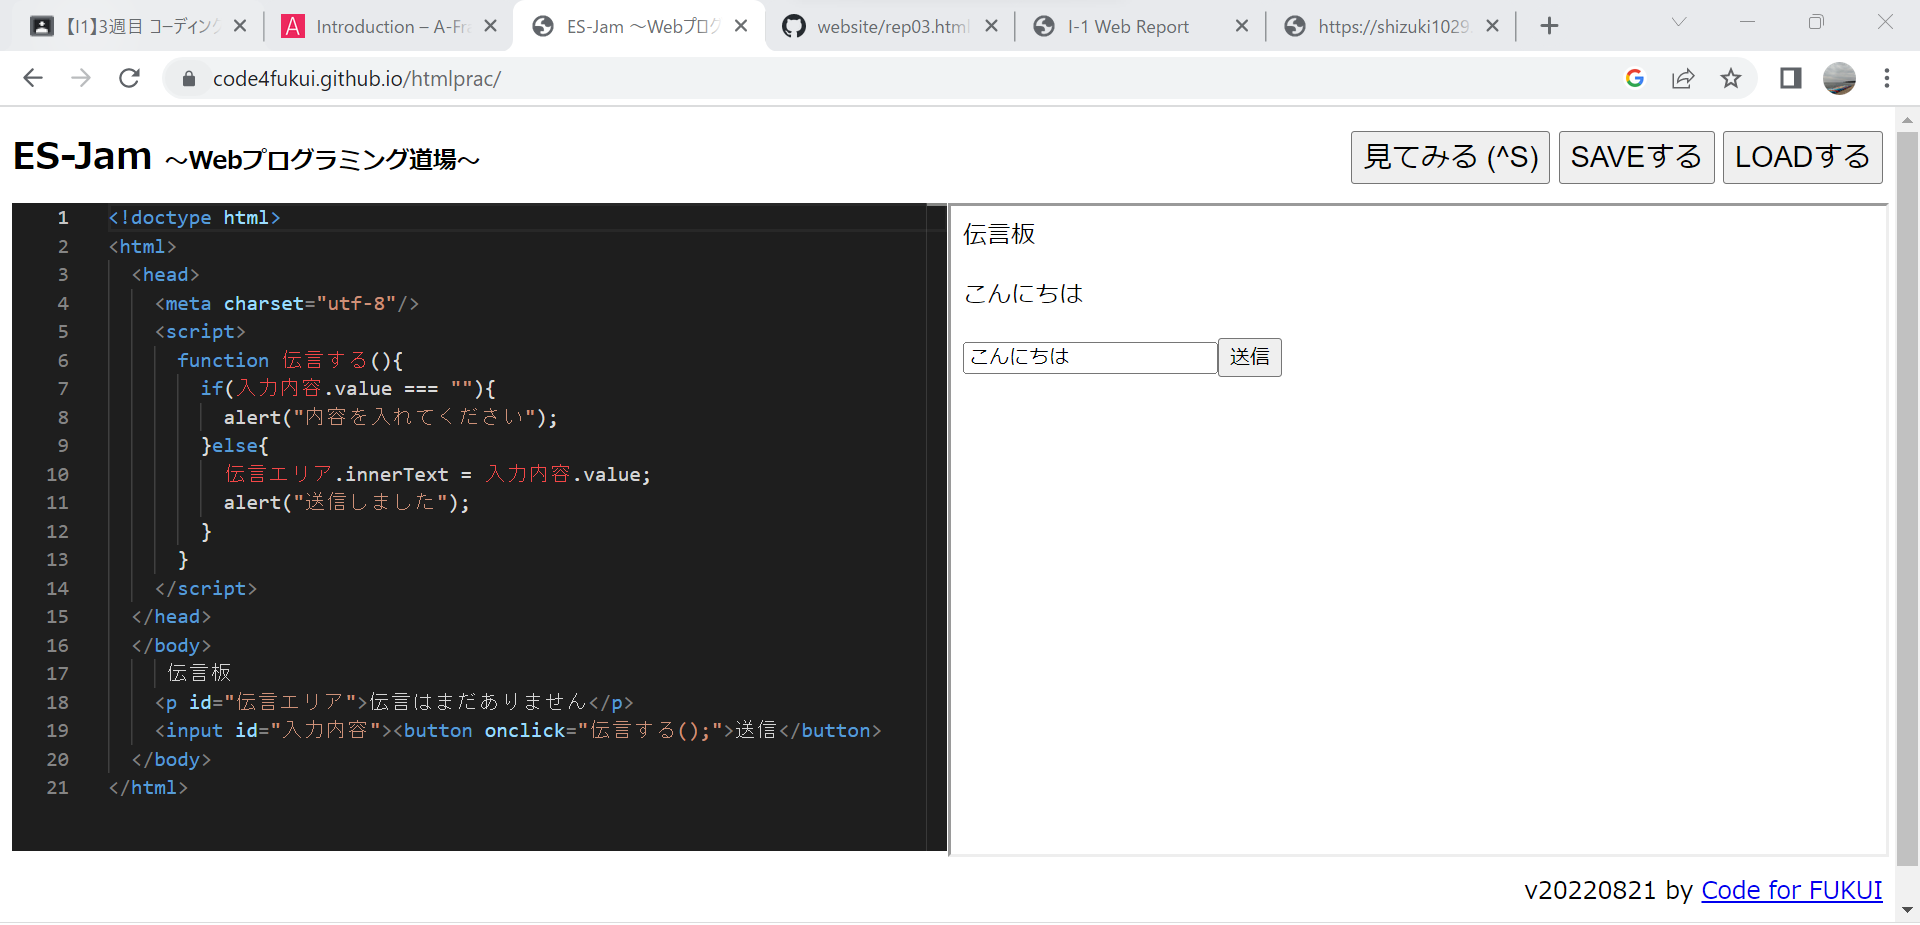 【I1】3週目 コーディング
Introduction – A-Fra
ES-Jam ～Webプログ
website/rep03.html
I-1 Web Report
https://shizuki1029
code4fukui.github.io/htmlprac/
ES-Jam ～Webプログラミング道場～
見てみる (^S) SAVEする LOADする
1 <!doctype html>
2 <html>
3 <head>
4 <meta charset="utf-8"/>
5 <script>
6 function 伝言する(){
7 if(入力内容.value === ""){
8 alert("内容を入れてください");
9 }else{
10 伝言エリア.innerText = 入力内容.value;
11 alert("送信しました");
12 }
13 }
14 </script>
15 </head>
16 </body>
17 伝言板
18 <p id="伝言エリア">伝言はまだありません</p>
19 <input id="入力内容"><button onclick="伝言する();">送信</button>
20 </body>
21 </html>
伝言板
こんにちは
こんにちは 送信
v20220821 by Code for FUKUI